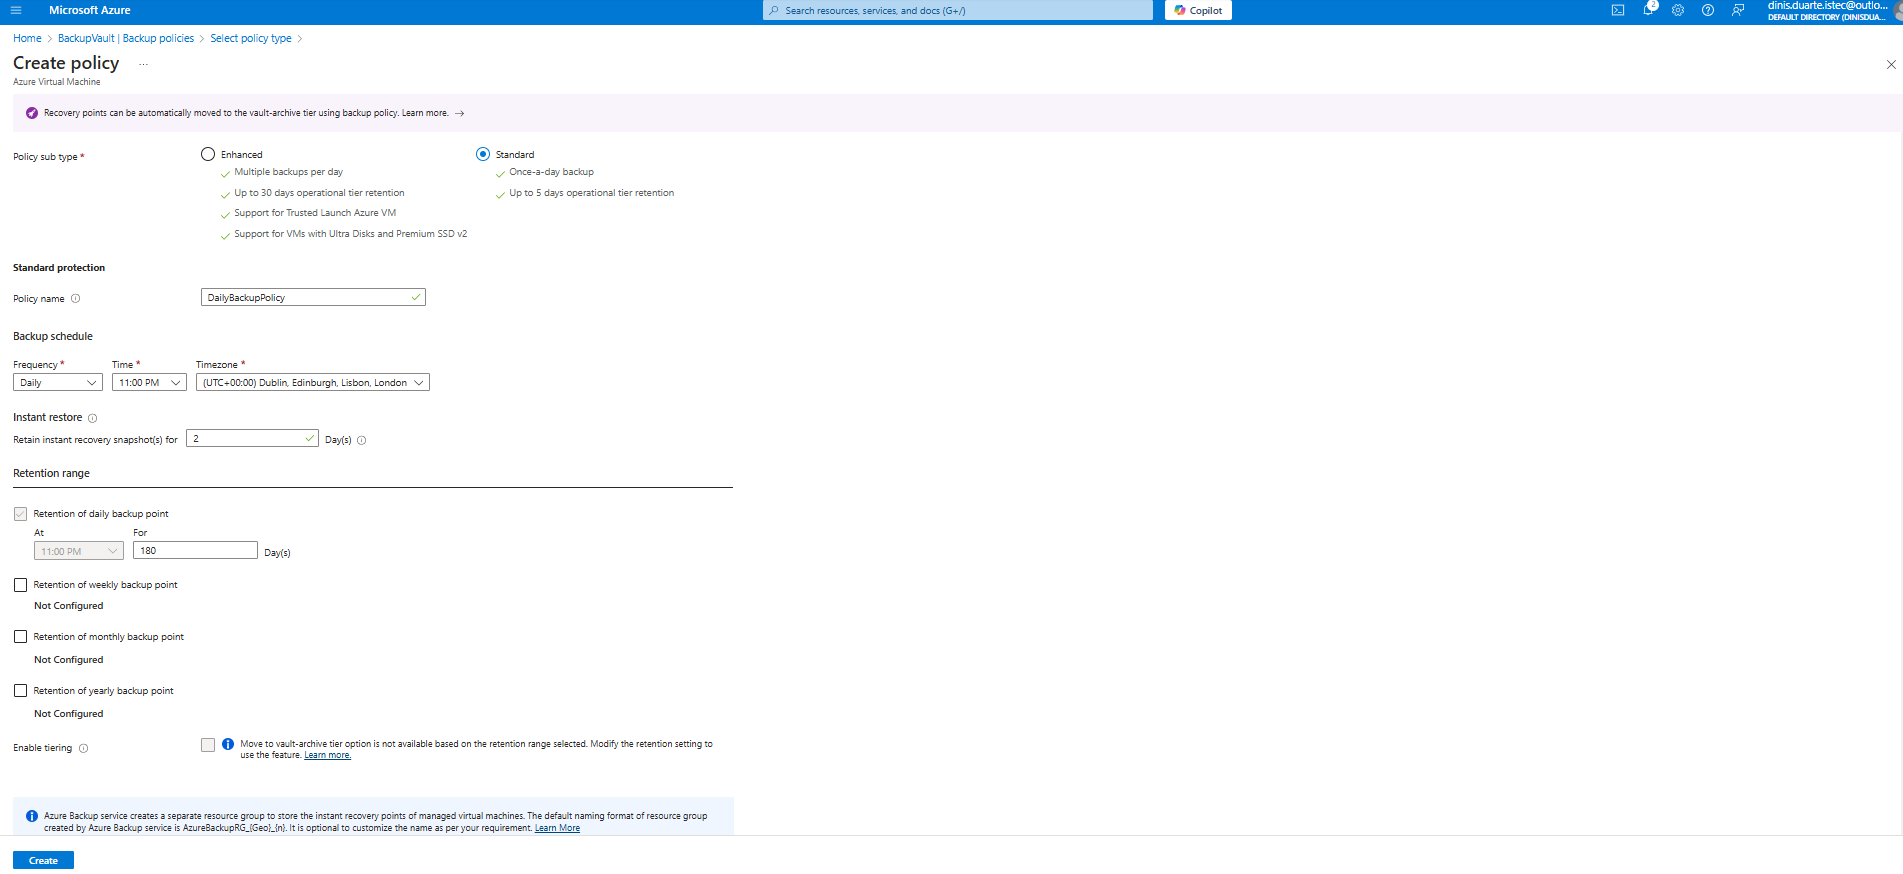 Microsoft Azure
Search resources, services, and docs (G+/)
Copilot
2
dinis.duarte.istec@outlo...
DEFAULT DIRECTORY (DINISDUA...
Home > BackupVault | Backup policies > Select policy type >
Create policy ...
Azure Virtual Machine
Recovery points can be automatically moved to the vault-archive tier using backup policy. Learn more. →
Policy sub type *
Enhanced
Multiple backups per day
Up to 30 days operational tier retention
Support for Trusted Launch Azure VM
Support for VMs with Ultra Disks and Premium SSD v2
Standard
Once-a-day backup
Up to 5 days operational tier retention
Standard protection
Policy name
DailyBackupPolicy
Backup schedule
Frequency * Time * Timezone *
Daily 11:00 PM (UTC+00:00) Dublin, Edinburgh, Lisbon, London
Instant restore
Retain instant recovery snapshot(s) for 2 Day(s)
Retention range
Retention of daily backup point
At For
11:00 PM 180 Day(s)
Retention of weekly backup point
Not Configured
Retention of monthly backup point
Not Configured
Retention of yearly backup point
Not Configured
Enable tiering
Move to vault-archive tier option is not available based on the retention range selected. Modify the retention setting to
use the feature. Learn more.
Azure Backup service creates a separate resource group to store the instant recovery points of managed virtual machines. The default naming format of resource group
created by Azure Backup service is AzureBackupRG_{Geo}_{n}. It is optional to customize the name as per your requirement. Learn More
Create